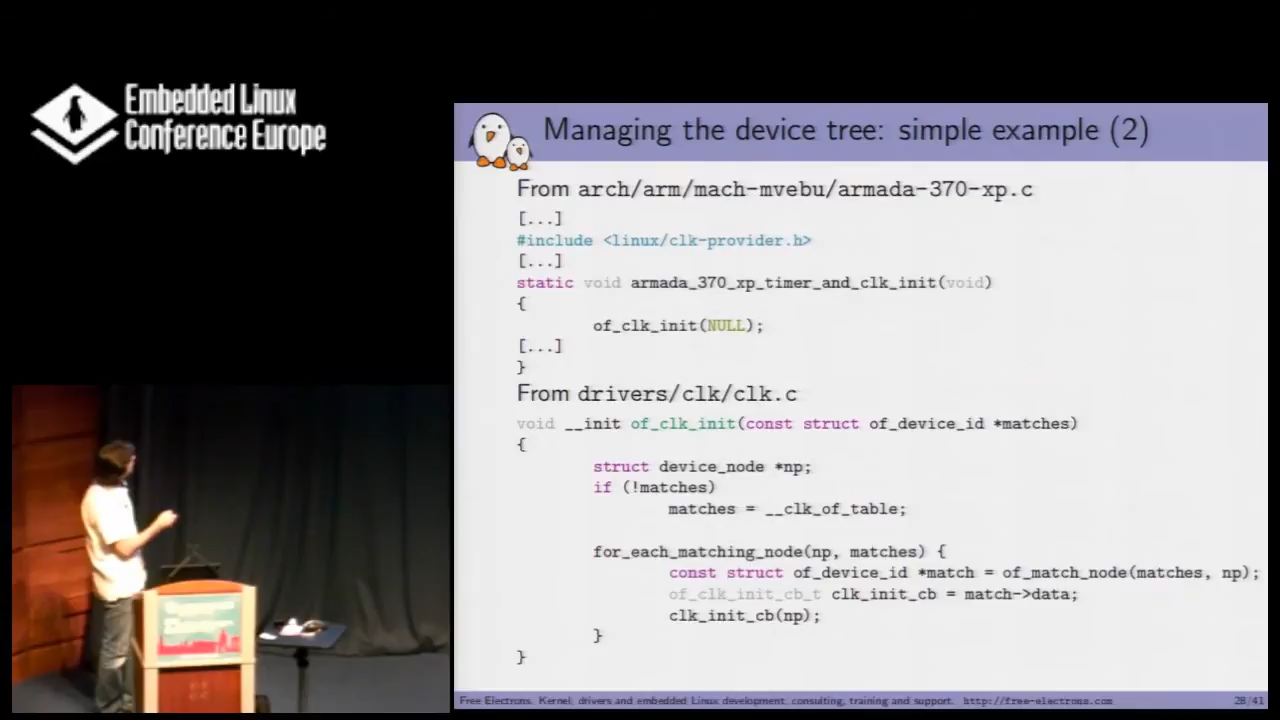 Embedded Linux
Conference Europe
Managing the device tree: simple example (2)
From arch/arm/mach-mvebu/armada-370-xp.c
[...]
#include <linux/clk-provider.h>
[...]
static void armada_370_xp_timer_and_clk_init(void)
{
of_clk_init(NULL);
[...]
}
From drivers/clk/clk.c
void __init of_clk_init(const struct of_device_id *matches)
{
struct device_node *np;
if (!matches)
matches = __clk_of_table;
for_each_matching_node(np, matches) {
const struct of_device_id *match = of_match_node(matches, np);
of_clk_init_cb_t clk_init_cb = match->data;
clk_init_cb(np);
}
}
Free Electrons. Kernel, drivers and embedded Linux development, consulting, training and support. http://free-electrons.com 28/41